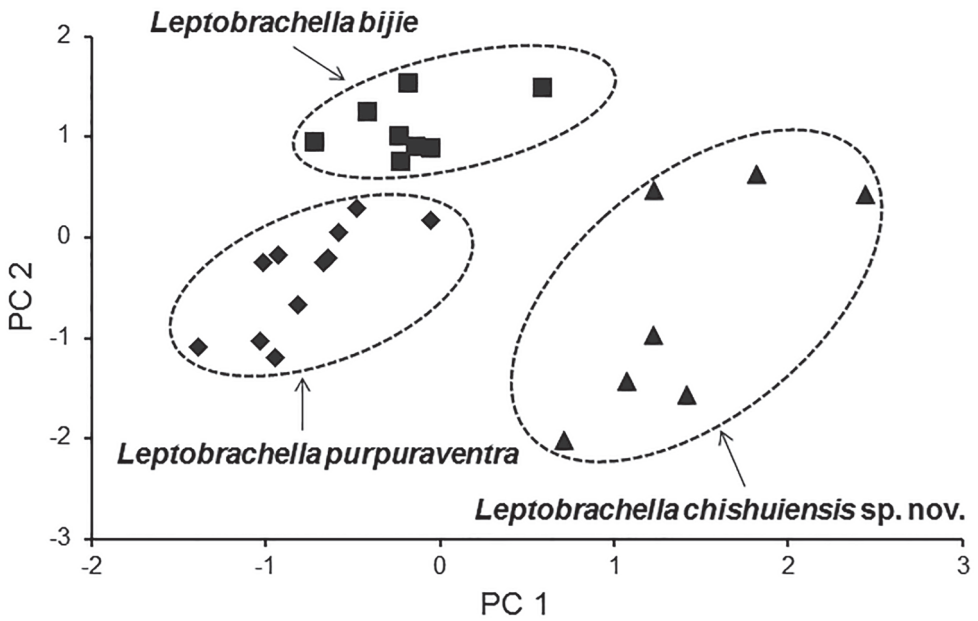 Leptobrachella bijie
2
1
0
-1
-2
-3
PC 2
Leptobrachella purpuraventra
Leptobrachella chishuiensis sp. nov.
-2 -1 0 1 2 3
PC 1